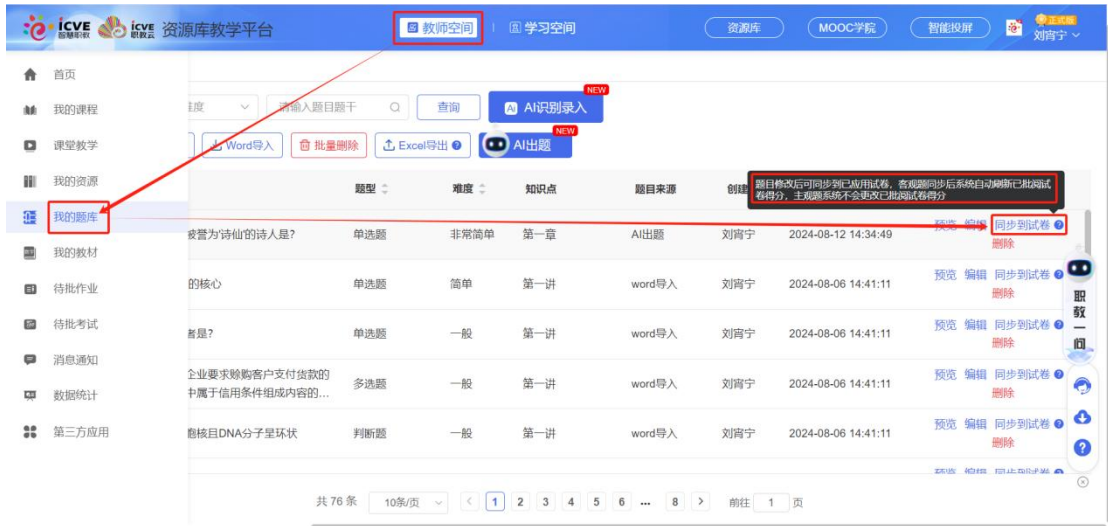 icve 智慧职教 icve 职教云 资源库教学平台 教师空间 学习空间 资源库 MOOC学院 智能投屏 正式版 刘宵宁
首页
我的课程
课堂教学
我的资源
我的题库
我的教材
待批作业
待批考试
消息通知
数据统计
第三方应用
难度 请输入题目题干 查询 AI识别录入 NEW
Word导入 批量删除 Excel导出 AI出题 NEW
题型 难度 知识点 题目来源 创建
题目修改后可同步到已应用试卷，客观题同步后系统自动刷新已批阅试
卷得分，主观题系统不会更改已批阅试卷得分
被誉为'诗仙'的诗人是? 单选题 非常简单 第一章 AI出题 刘宵宁 2024-08-12 14:34:49 预览 编辑 同步到试卷
删除
的核心 单选题 简单 第一讲 word导入 刘宵宁 2024-08-06 14:41:11 预览 编辑 同步到试卷
删除
者是? 单选题 一般 第一讲 word导入 刘宵宁 2024-08-06 14:41:11 预览 编辑 同步到试卷
删除
企业要求赊购客户支付货款的
中属于信用条件组成内容的... 多选题 一般 第一讲 word导入 刘宵宁 2024-08-06 14:41:11 预览 编辑 同步到试卷
删除
胞核且DNA分子呈环状 判断题 一般 第一讲 word导入 刘宵宁 2024-08-06 14:41:11 预览 编辑 同步到试卷
删除
预览 编辑 同步到试卷
职教一问
共 76 条 10条/页 1 2 3 4 5 6 ... 8 前往 1 页